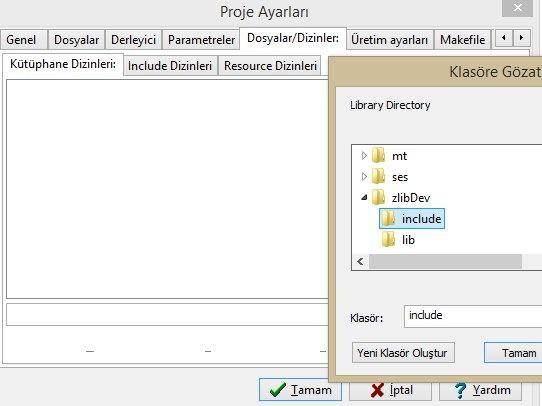 Proje Ayarları
Genel Dosyalar Derleyici Parametreler Dosyalar/Dizinler: Üretim ayarları Makefile
Kütüphane Dizinleri: Include Dizinleri Resource Dizinleri
Klasöre Gözat
Library Directory
mt
ses
zlibDev
include
lib
Klasör: include
Yeni Klasör Oluştur Tamam
Tamam İptal Yardım